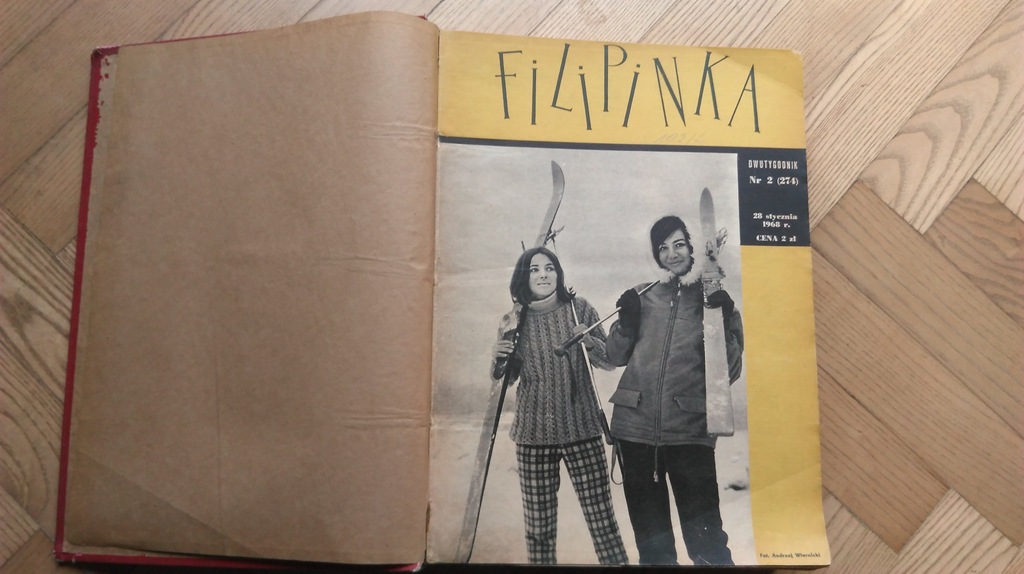 FILIPINKA
DWUTYGODNIK
Nr 2 (274)
28 stycznia
1968 r.
CENA 2 zł
Fot. Andrzej Wiernicki